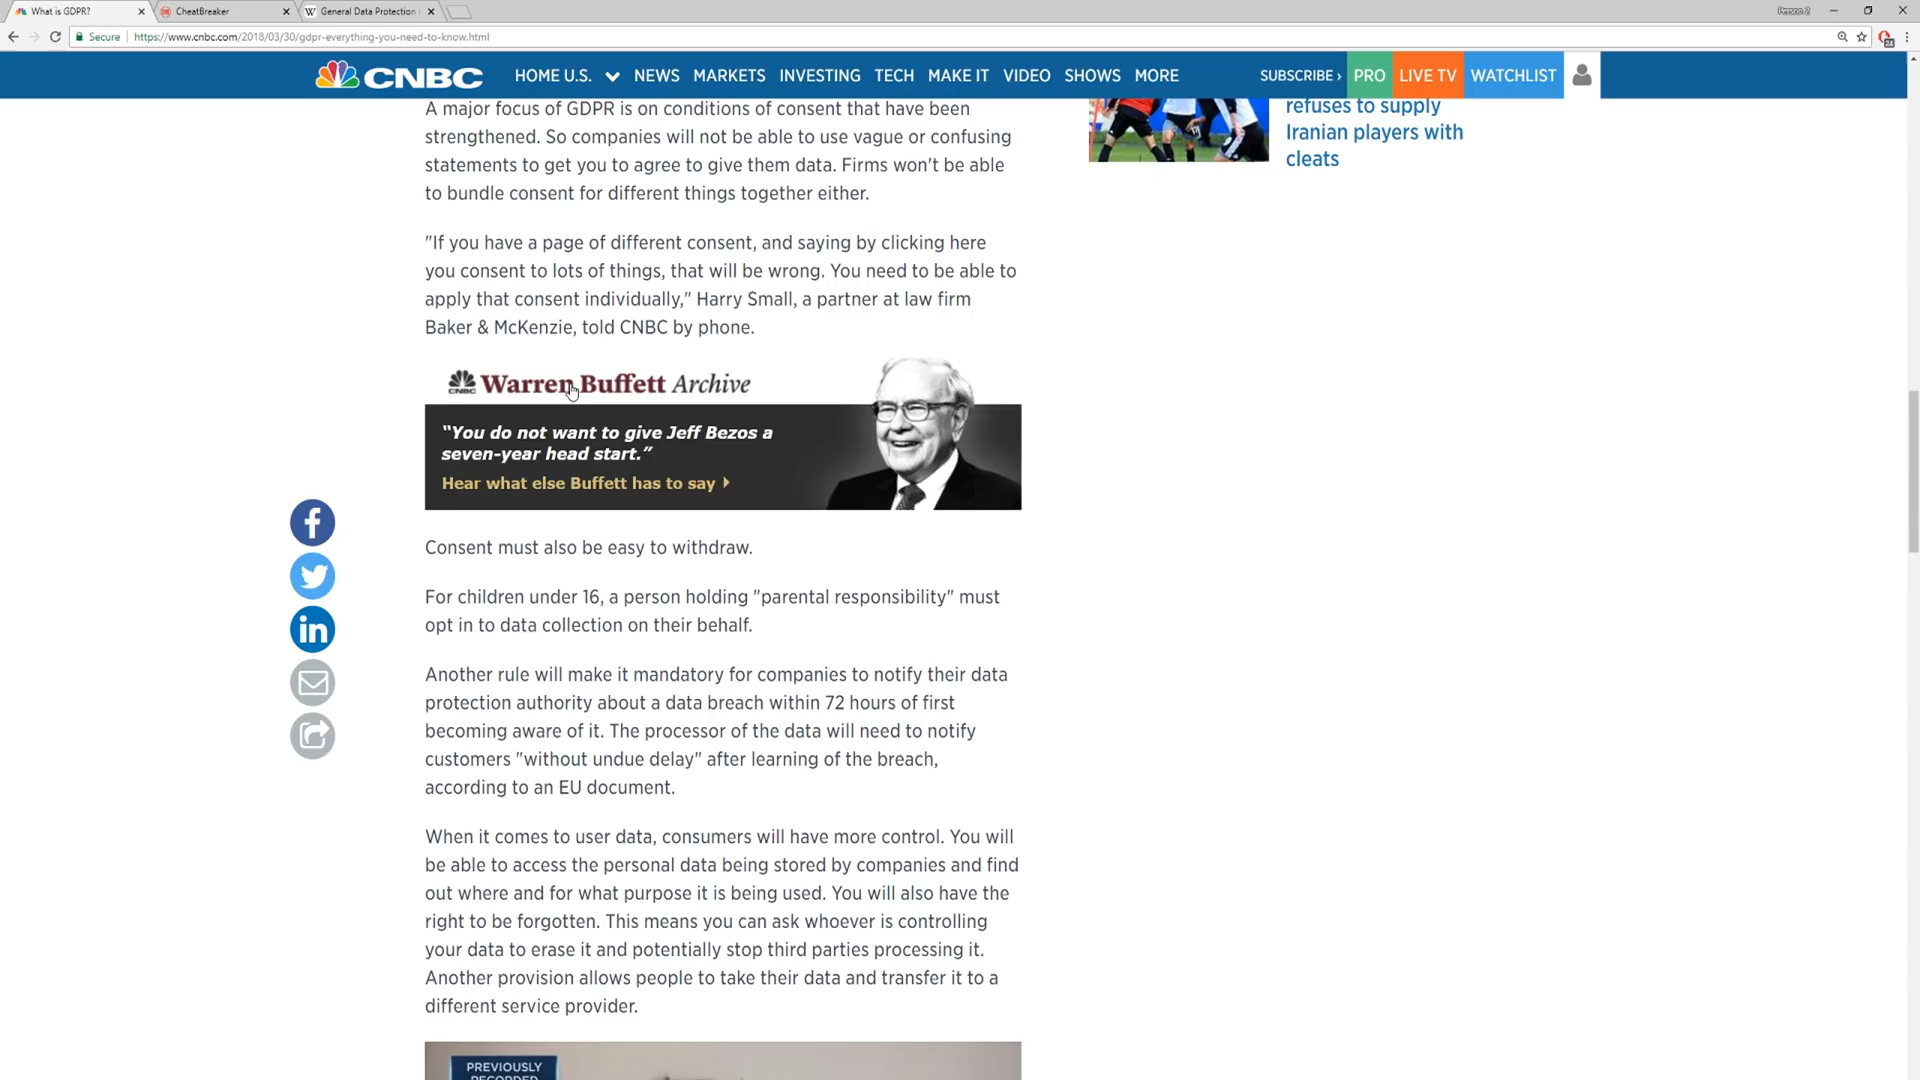 What is GDPR?
CheatBreaker
General Data Protection
Person 2
Secure
https://www.cnbc.com/2018/03/30/gdpr-everything-you-need-to-know.html
24
CNBC
HOME U.S.
NEWS
MARKETS
INVESTING
TECH
MAKE IT
VIDEO
SHOWS
MORE
SUBSCRIBE ›
PRO
LIVE TV
WATCHLIST
A major focus of GDPR is on conditions of consent that have been
strengthened. So companies will not be able to use vague or confusing
statements to get you to agree to give them data. Firms won't be able
to bundle consent for different things together either.
refuses to supply
Iranian players with
cleats
"If you have a page of different consent, and saying by clicking here
you consent to lots of things, that will be wrong. You need to be able to
apply that consent individually," Harry Small, a partner at law firm
Baker & McKenzie, told CNBC by phone.
CNBC Warren Buffett Archive
“You do not want to give Jeff Bezos a
seven-year head start.”
Hear what else Buffett has to say
Consent must also be easy to withdraw.
For children under 16, a person holding "parental responsibility" must
opt in to data collection on their behalf.
Another rule will make it mandatory for companies to notify their data
protection authority about a data breach within 72 hours of first
becoming aware of it. The processor of the data will need to notify
customers "without undue delay" after learning of the breach,
according to an EU document.
When it comes to user data, consumers will have more control. You will
be able to access the personal data being stored by companies and find
out where and for what purpose it is being used. You will also have the
right to be forgotten. This means you can ask whoever is controlling
your data to erase it and potentially stop third parties processing it.
Another provision allows people to take their data and transfer it to a
different service provider.
PREVIOUSLY
RECORDED